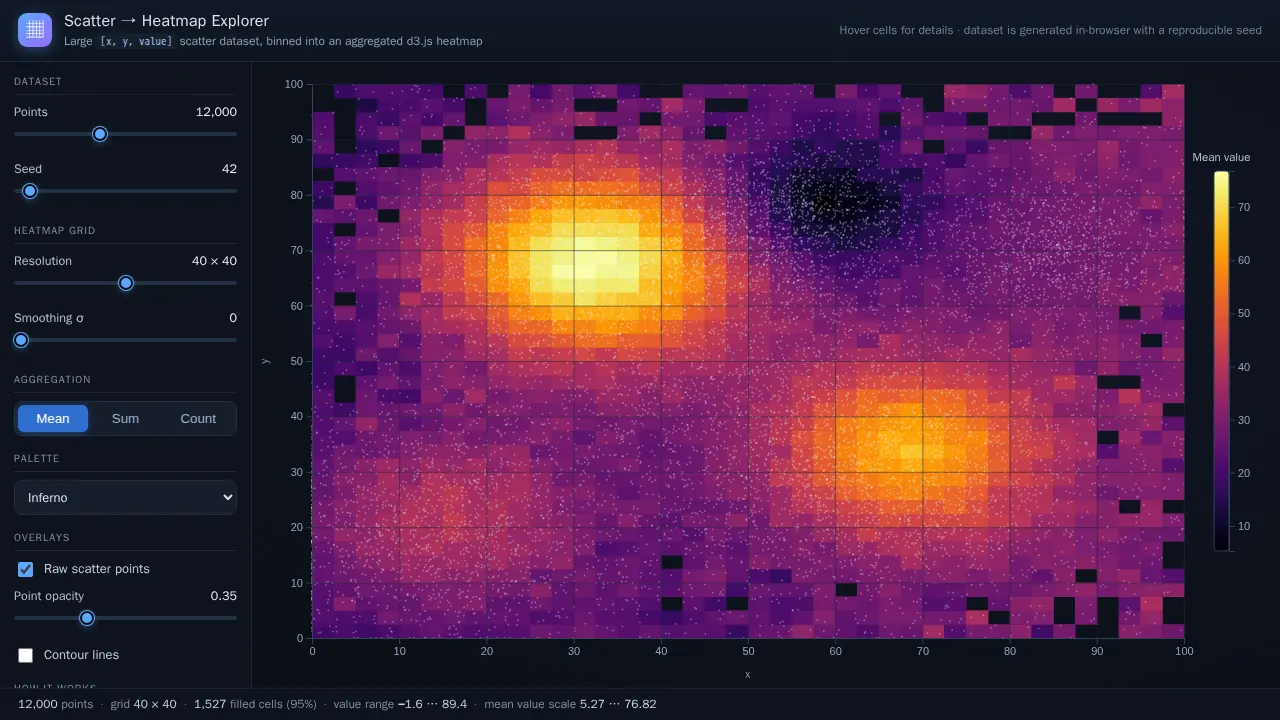 Scatter → Heatmap Explorer
Large [x, y, value] scatter dataset, binned into an aggregated d3.js heatmap
Hover cells for details · dataset is generated in-browser with a reproducible seed
DATASET
Points 12,000
Seed 42
HEATMAP GRID
Resolution 40 × 40
Smoothing σ 0
AGGREGATION
Mean Sum Count
PALETTE
Inferno
OVERLAYS
Raw scatter points
Point opacity 0.35
Contour lines
HOW IT WORKS
100
90
80
70
60
50
40
30
20
10
0
y
0 10 20 30 40 50 60 70 80 90 100
x
Mean value
70
60
50
40
30
20
10
12,000 points · grid 40 × 40 · 1,527 filled cells (95%) · value range −1.6 ⋯ 89.4 · mean value scale 5.27 ⋯ 76.82